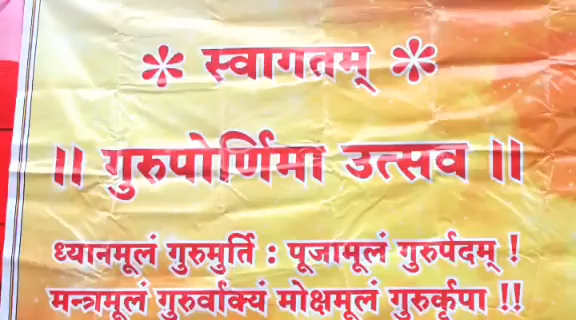 * स्वागतम् *
॥ गुरुपोर्णिमा उत्सव ॥
ध्यानमूलं गुरुमुर्ति : पूजामूलं गुरुर्पदम् !
मन्त्रमूलं गुरुर्वाक्यं मोक्षमूलं गुरुर्कृपा !!